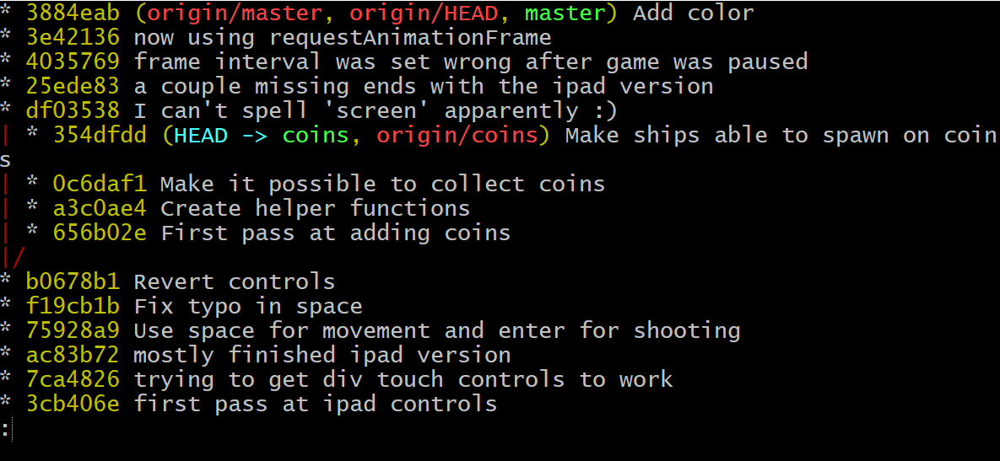 * 3884eab (origin/master, origin/HEAD, master) Add color
* 3e42136 now using requestAnimationFrame
* 4035769 frame interval was set wrong after game was paused
* 25ede83 a couple missing ends with the ipad version
* df03538 I can't spell 'screen' apparently :)
| * 354dfdd (HEAD -> coins, origin/coins) Make ships able to spawn on coin
s
| * 0c6daf1 Make it possible to collect coins
| * a3c0ae4 Create helper functions
| * 656b02e First pass at adding coins
|/
* b0678b1 Revert controls
* f19cb1b Fix typo in space
* 75928a9 Use space for movement and enter for shooting
* ac83b72 mostly finished ipad version
* 7ca4826 trying to get div touch controls to work
* 3cb406e first pass at ipad controls
: